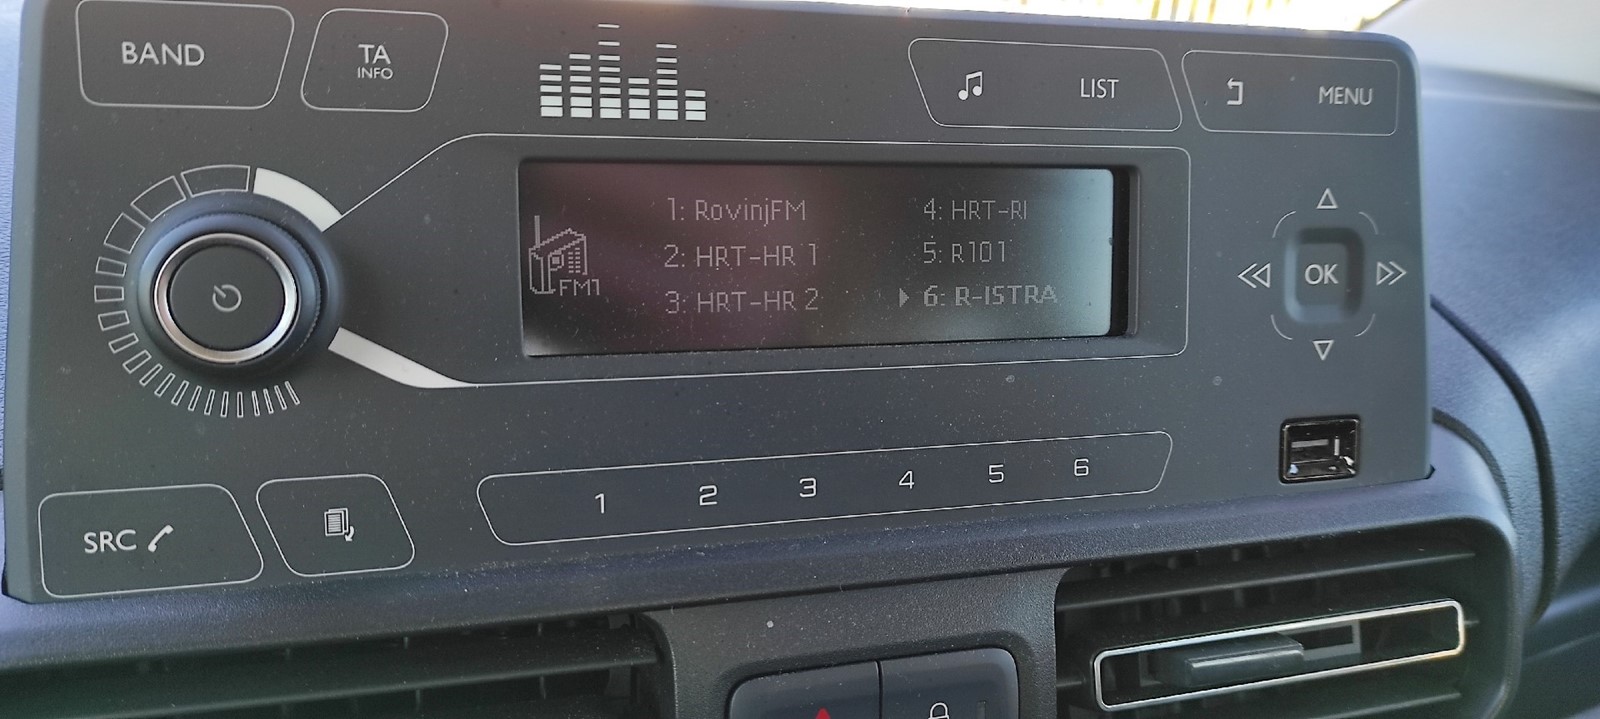 BAND
TA
INFO
LIST
MENU
1: RovinjFM
2: HRT-HR 1
3: HRT-HR 2
4: HRT-RI
5: R101
6: R-ISTRA
FM1
OK
1 2 3 4 5 6
SRC